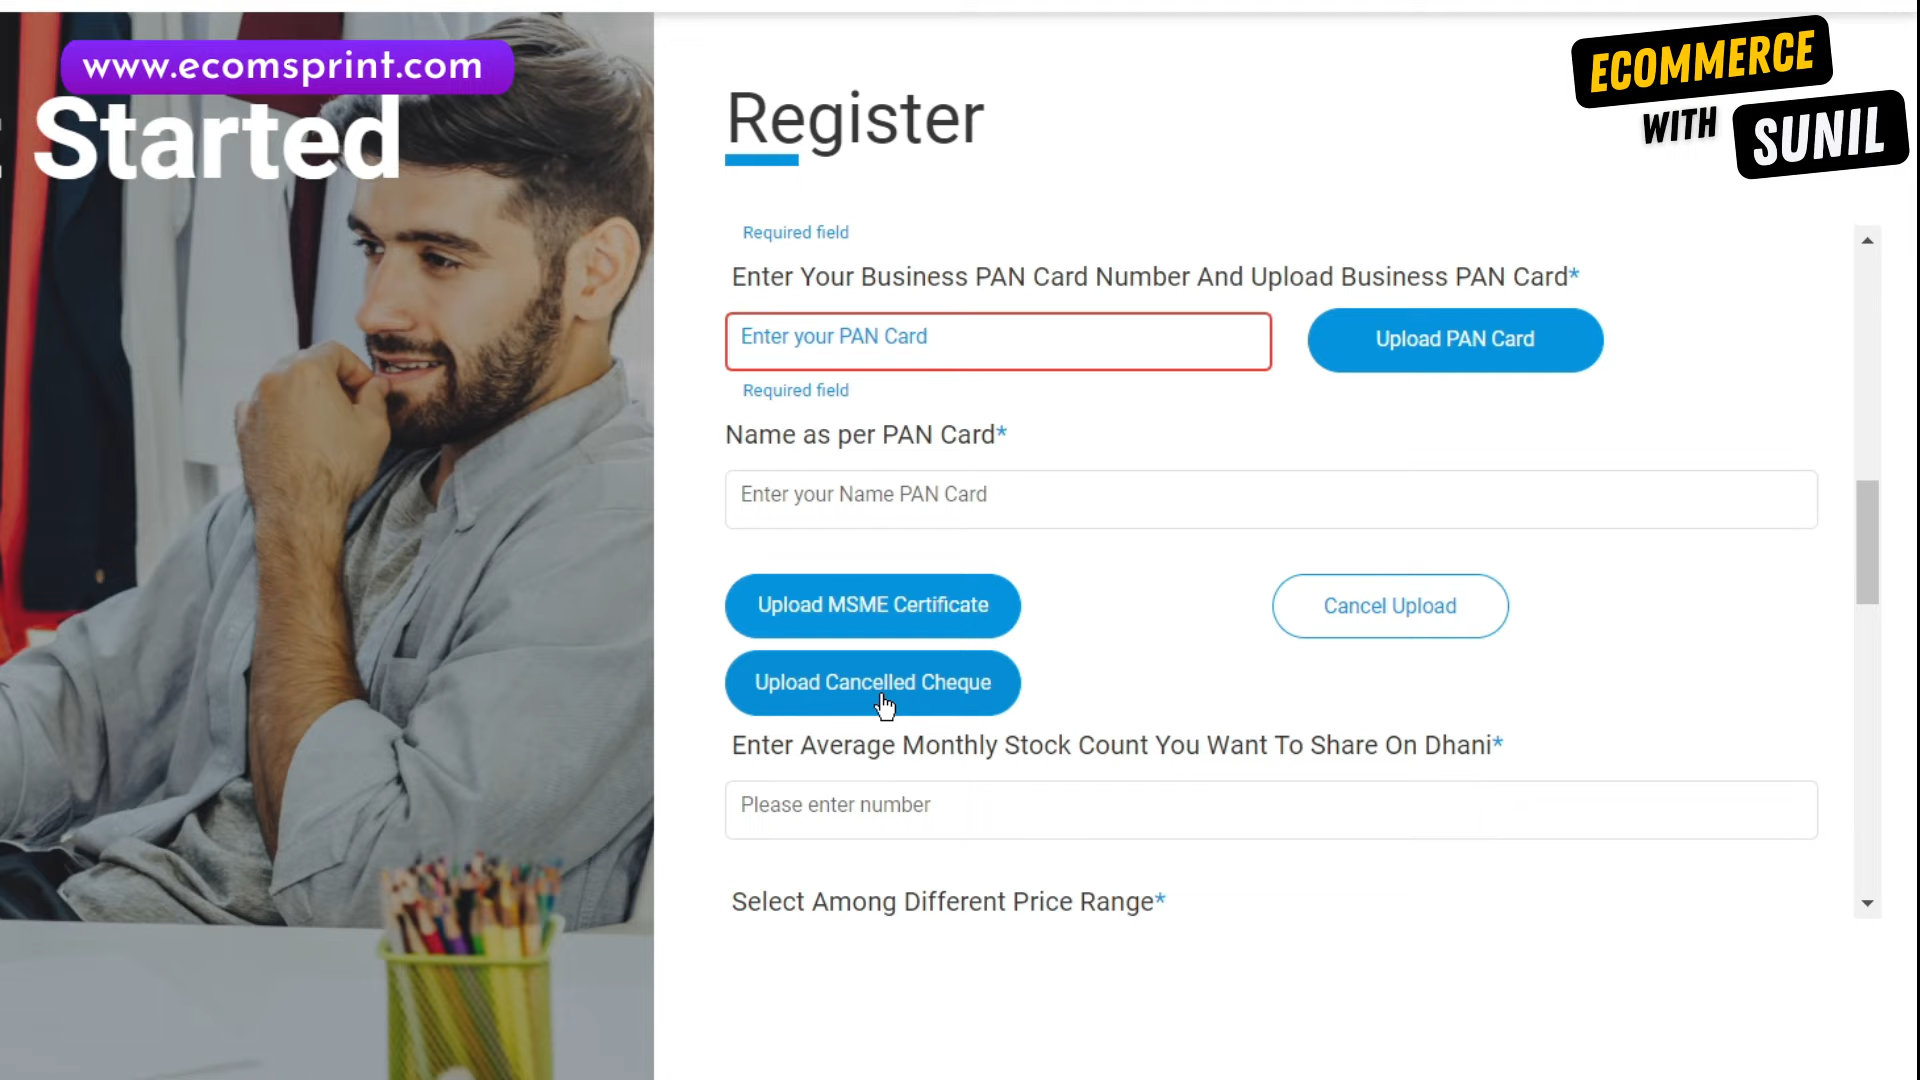 www.ecomsprint.com
Started
ECOMMERCE
WITH SUNIL
Register
Required field
Enter Your Business PAN Card Number And Upload Business PAN Card*
Enter your PAN Card
Upload PAN Card
Required field
Name as per PAN Card*
Enter your Name PAN Card
Upload MSME Certificate
Cancel Upload
Upload Cancelled Cheque
Enter Average Monthly Stock Count You Want To Share On Dhani*
Please enter number
Select Among Different Price Range*